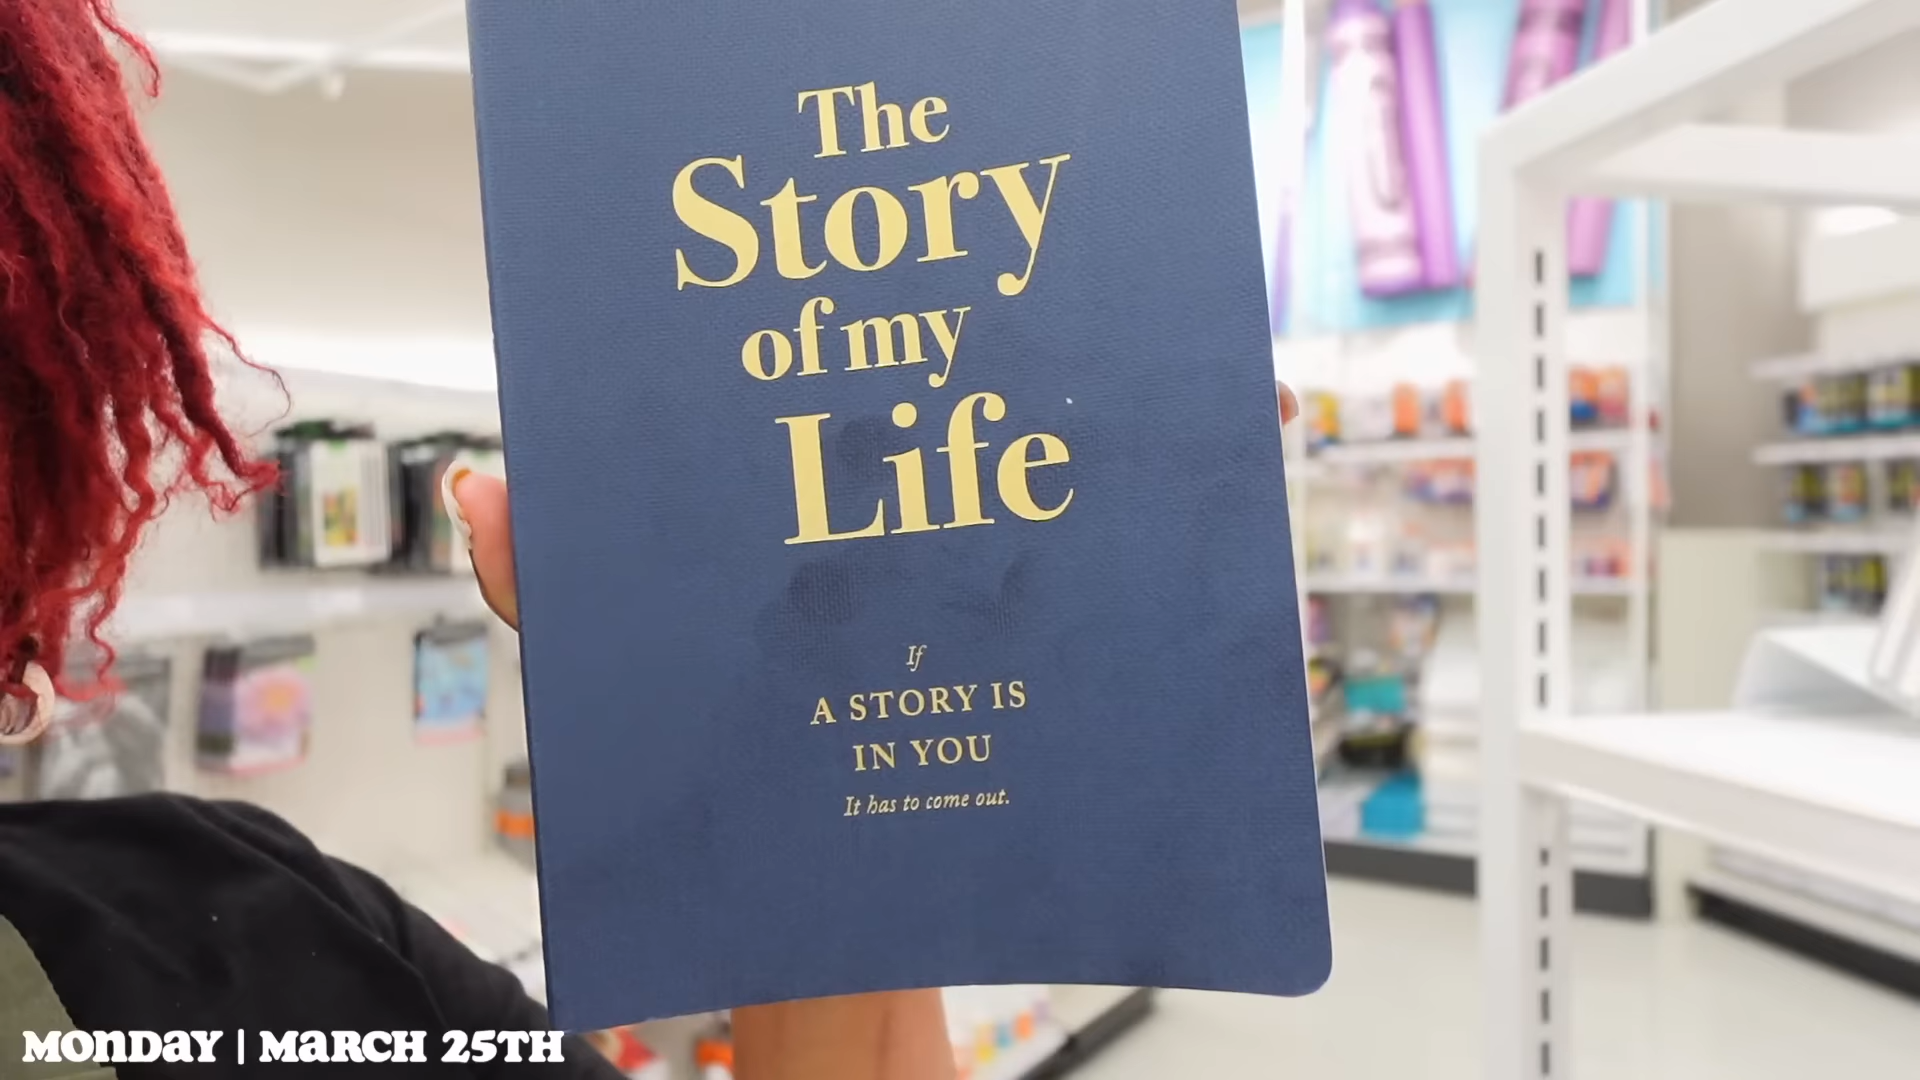 The
Story
of my
Life
If
A STORY IS
IN YOU
It has to come out.
MONDAY | MARCH 25TH